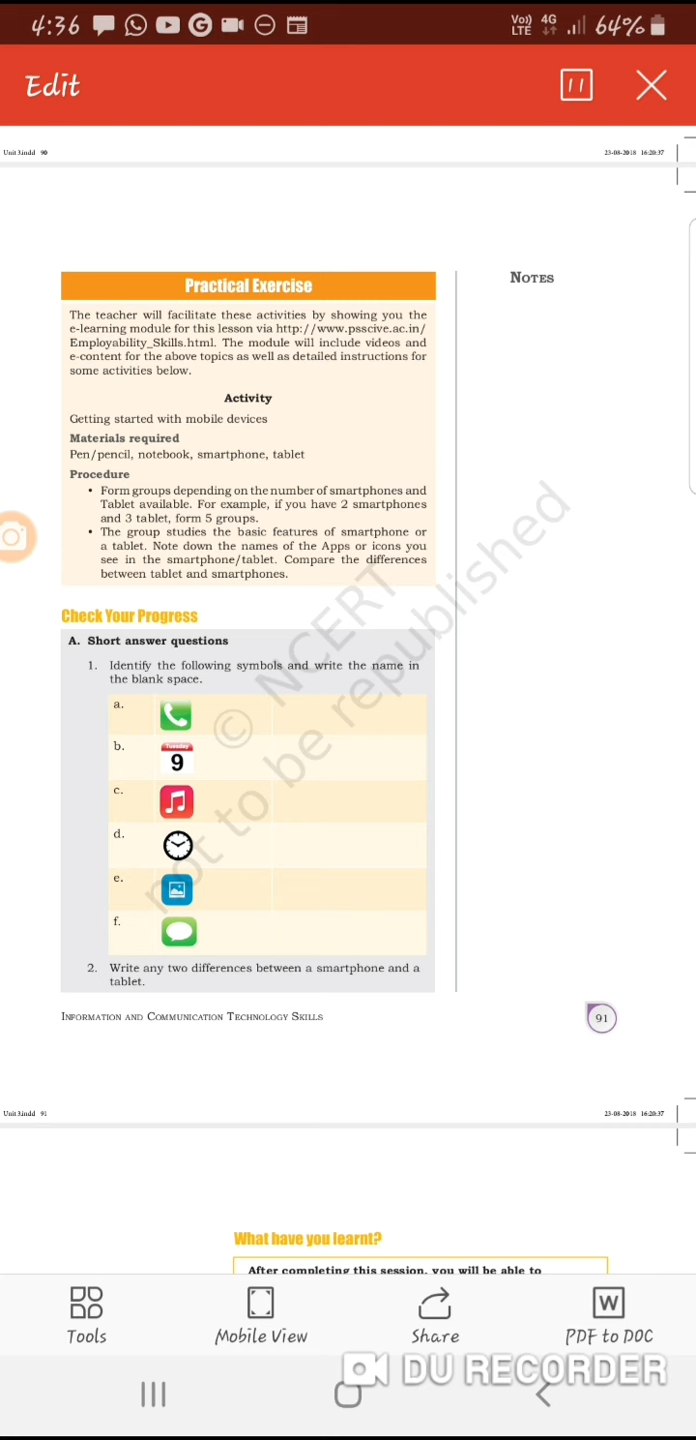 4:36
Vo)) LTE 4G 64%
Edit
11
Unit 3.indd 90
23-08-2018 16:20:37
Practical Exercise
NOTES
The teacher will facilitate these activities by showing you the
e-learning module for this lesson via http://www.psscive.ac.in/
Employability_Skills.html. The module will include videos and
e-content for the above topics as well as detailed instructions for
some activities below.
Activity
Getting started with mobile devices
Materials required
Pen/pencil, notebook, smartphone, tablet
Procedure
• Form groups depending on the number of smartphones and
Tablet available. For example, if you have 2 smartphones
and 3 tablet, form 5 groups.
• The group studies the basic features of smartphone or
a tablet. Note down the names of the Apps or icons you
see in the smartphone/tablet. Compare the differences
between tablet and smartphones.
© NCERT
not to be republished
Check Your Progress
A. Short answer questions
1. Identify the following symbols and write the name in
the blank space.
a.
b. Tuesday
9
c.
d.
e.
f.
2. Write any two differences between a smartphone and a
tablet.
INFORMATION AND COMMUNICATION TECHNOLOGY SKILLS
91
Unit 3.indd 91
23-08-2018 16:20:37
What have you learnt?
After completing this session, you will be able to
W
Tools
Mobile View
Share
PDF to DOC
DU RECORDER